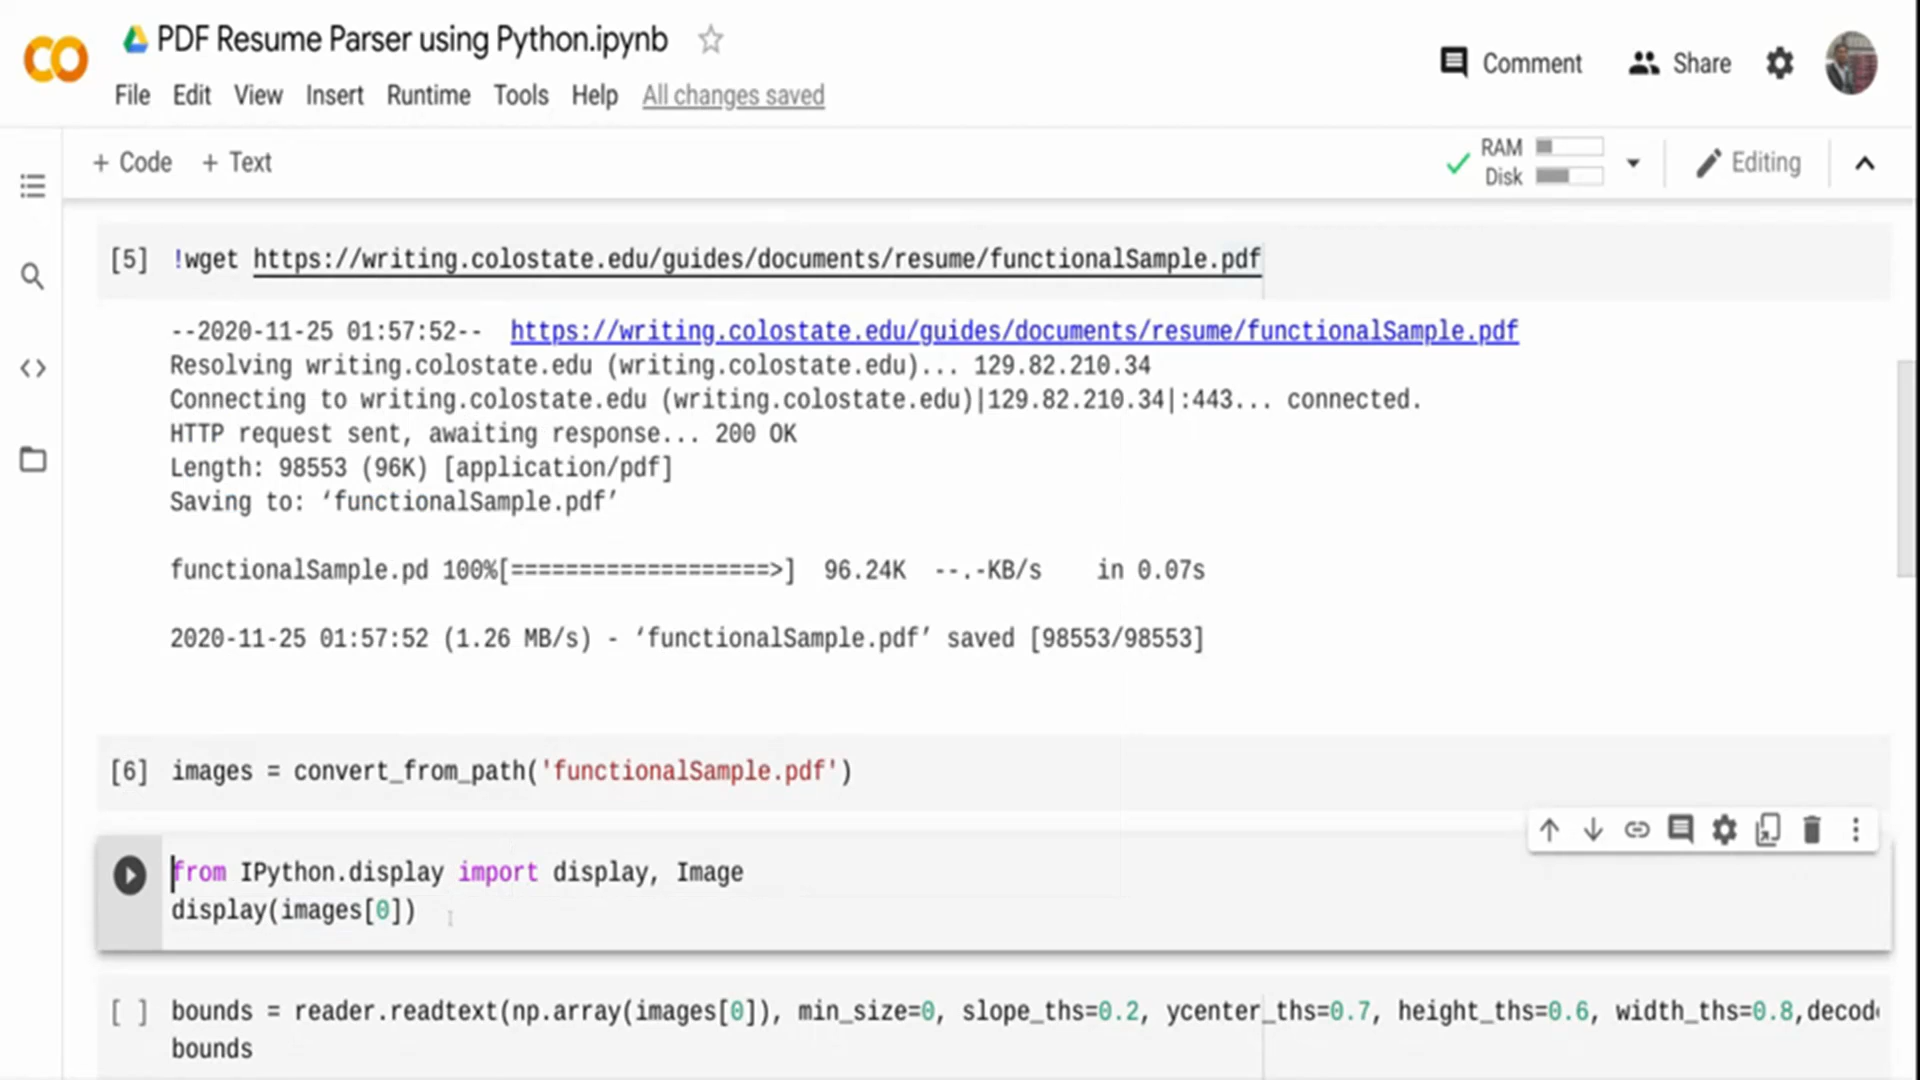 PDF Resume Parser using Python.ipynb
Comment
Share
File Edit View Insert Runtime Tools Help All changes saved
+ Code + Text
RAM
Disk
Editing
[5] !wget https://writing.colostate.edu/guides/documents/resume/functionalSample.pdf
--2020-11-25 01:57:52-- https://writing.colostate.edu/guides/documents/resume/functionalSample.pdf
Resolving writing.colostate.edu (writing.colostate.edu)... 129.82.210.34
Connecting to writing.colostate.edu (writing.colostate.edu)|129.82.210.34|:443... connected.
HTTP request sent, awaiting response... 200 OK
Length: 98553 (96K) [application/pdf]
Saving to: ‘functionalSample.pdf’
functionalSample.pd 100%[===================>] 96.24K --.-KB/s in 0.07s
2020-11-25 01:57:52 (1.26 MB/s) - ‘functionalSample.pdf’ saved [98553/98553]
[6] images = convert_from_path('functionalSample.pdf')
from IPython.display import display, Image
display(images[0])
[ ] bounds = reader.readtext(np.array(images[0]), min_size=0, slope_ths=0.2, ycenter_ths=0.7, height_ths=0.6, width_ths=0.8,decod
bounds